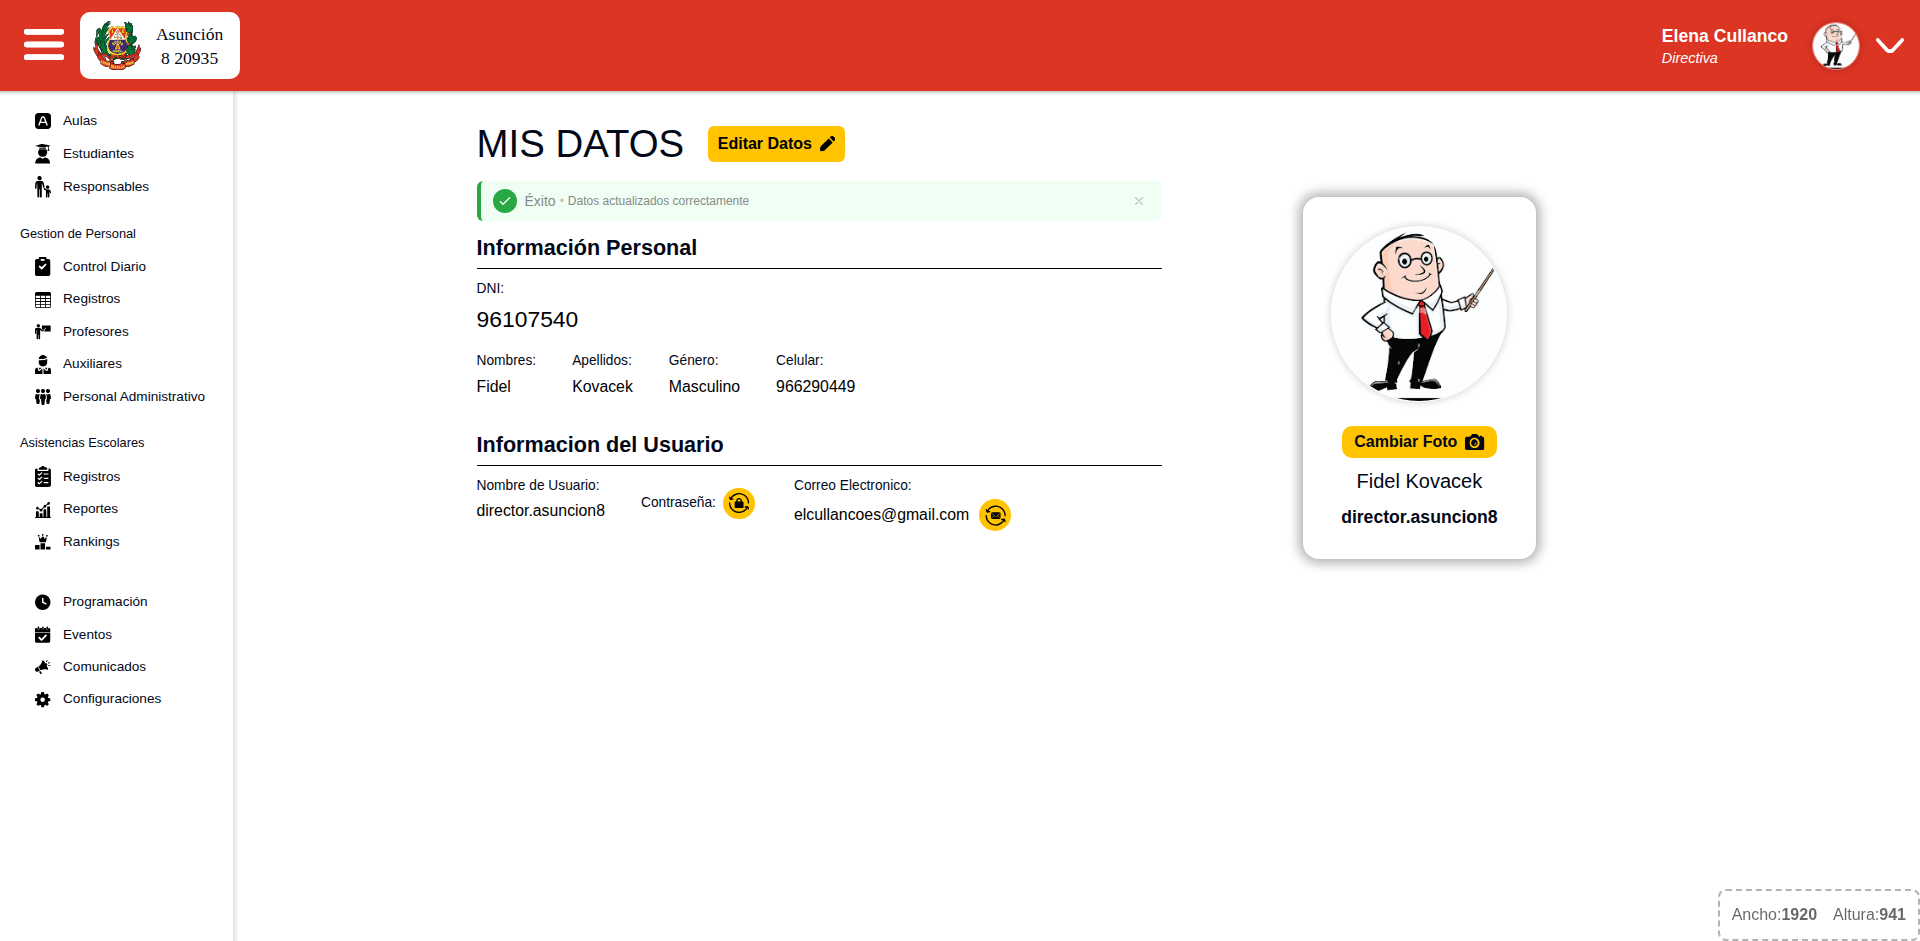 Asunción
8 20935
Elena Cullanco
Directiva
Aulas
Estudiantes
Responsables
Gestion de Personal
Control Diario
Registros
Profesores
Auxiliares
Personal Administrativo
Asistencias Escolares
Registros
Reportes
Rankings
Programación
Eventos
Comunicados
Configuraciones
MIS DATOS
Editar Datos
Éxito • Datos actualizados correctamente
Información Personal
DNI:
96107540
Nombres: Apellidos: Género: Celular:
Fidel Kovacek Masculino 966290449
Informacion del Usuario
Nombre de Usuario: Contraseña: Correo Electronico:
director.asuncion8 elcullancoes@gmail.com
Cambiar Foto
Fidel Kovacek
director.asuncion8
Ancho:1920 Altura:941